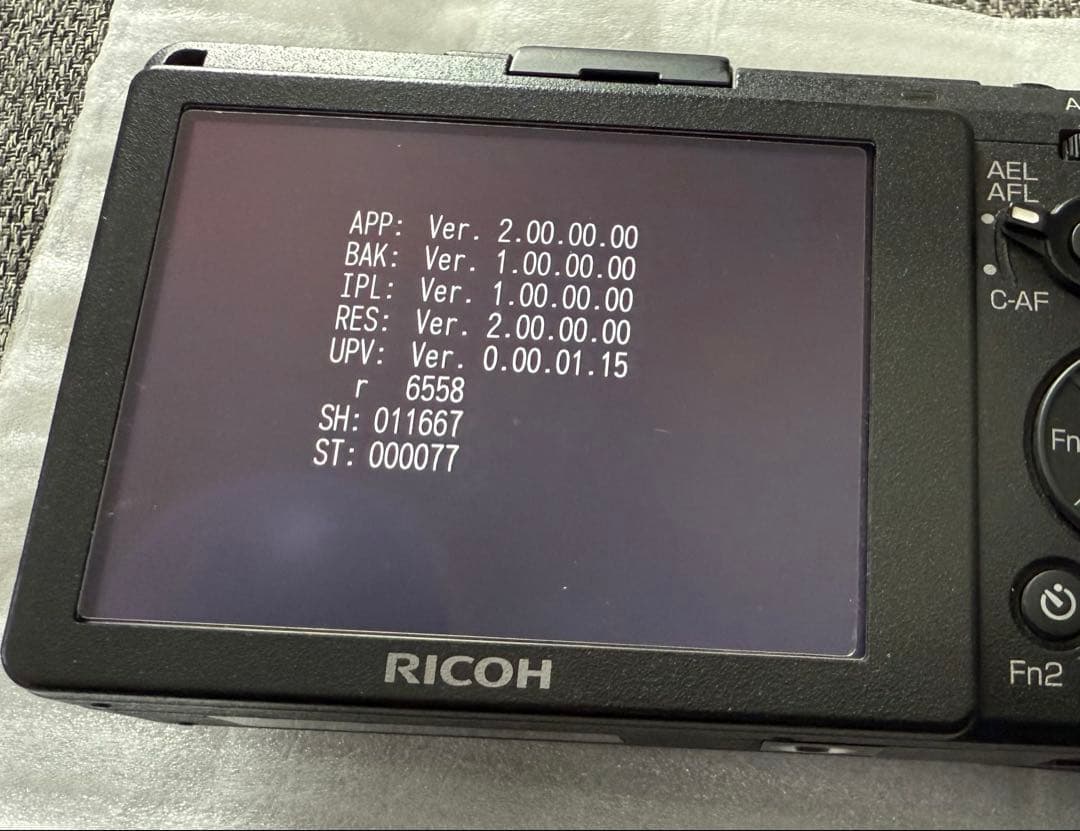 APP: Ver. 2.00.00.00
BAK: Ver. 1.00.00.00
IPL: Ver. 1.00.00.00
RES: Ver. 2.00.00.00
UPV: Ver. 0.00.01.15
r 6558
SH: 011667
ST: 000077
RICOH
AEL
AFL
C-AF
Fn2